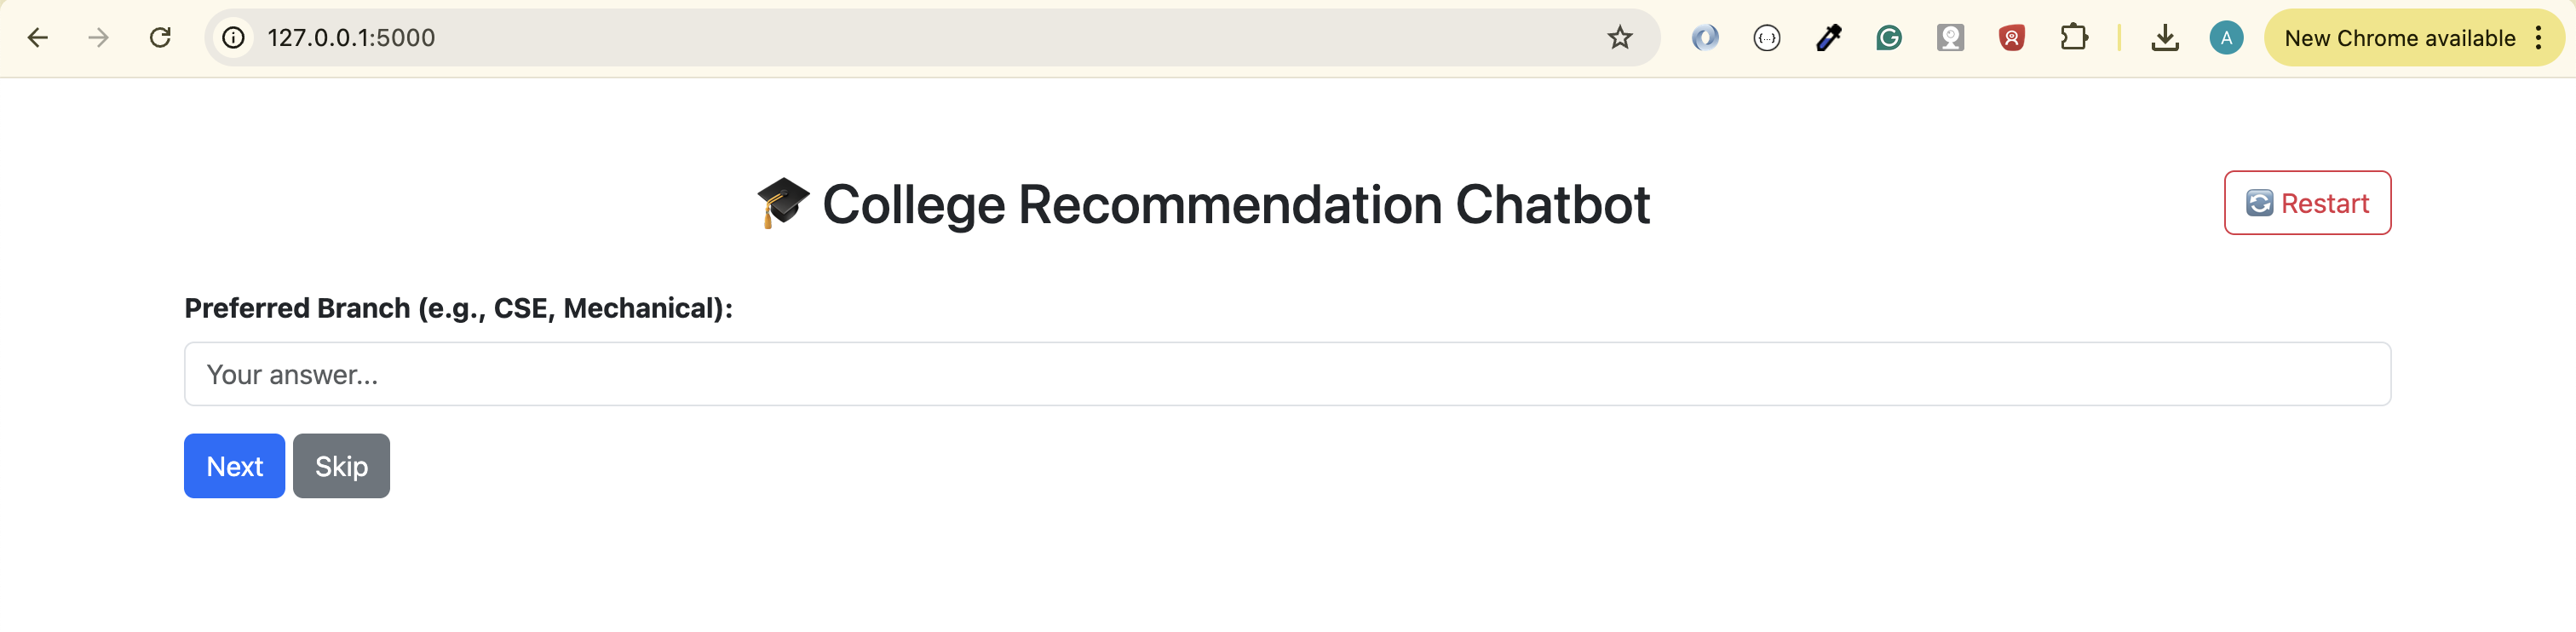 127.0.0.1:5000
A
New Chrome available
🎓 College Recommendation Chatbot
🔄 Restart
Preferred Branch (e.g., CSE, Mechanical):
Your answer...
Next
Skip